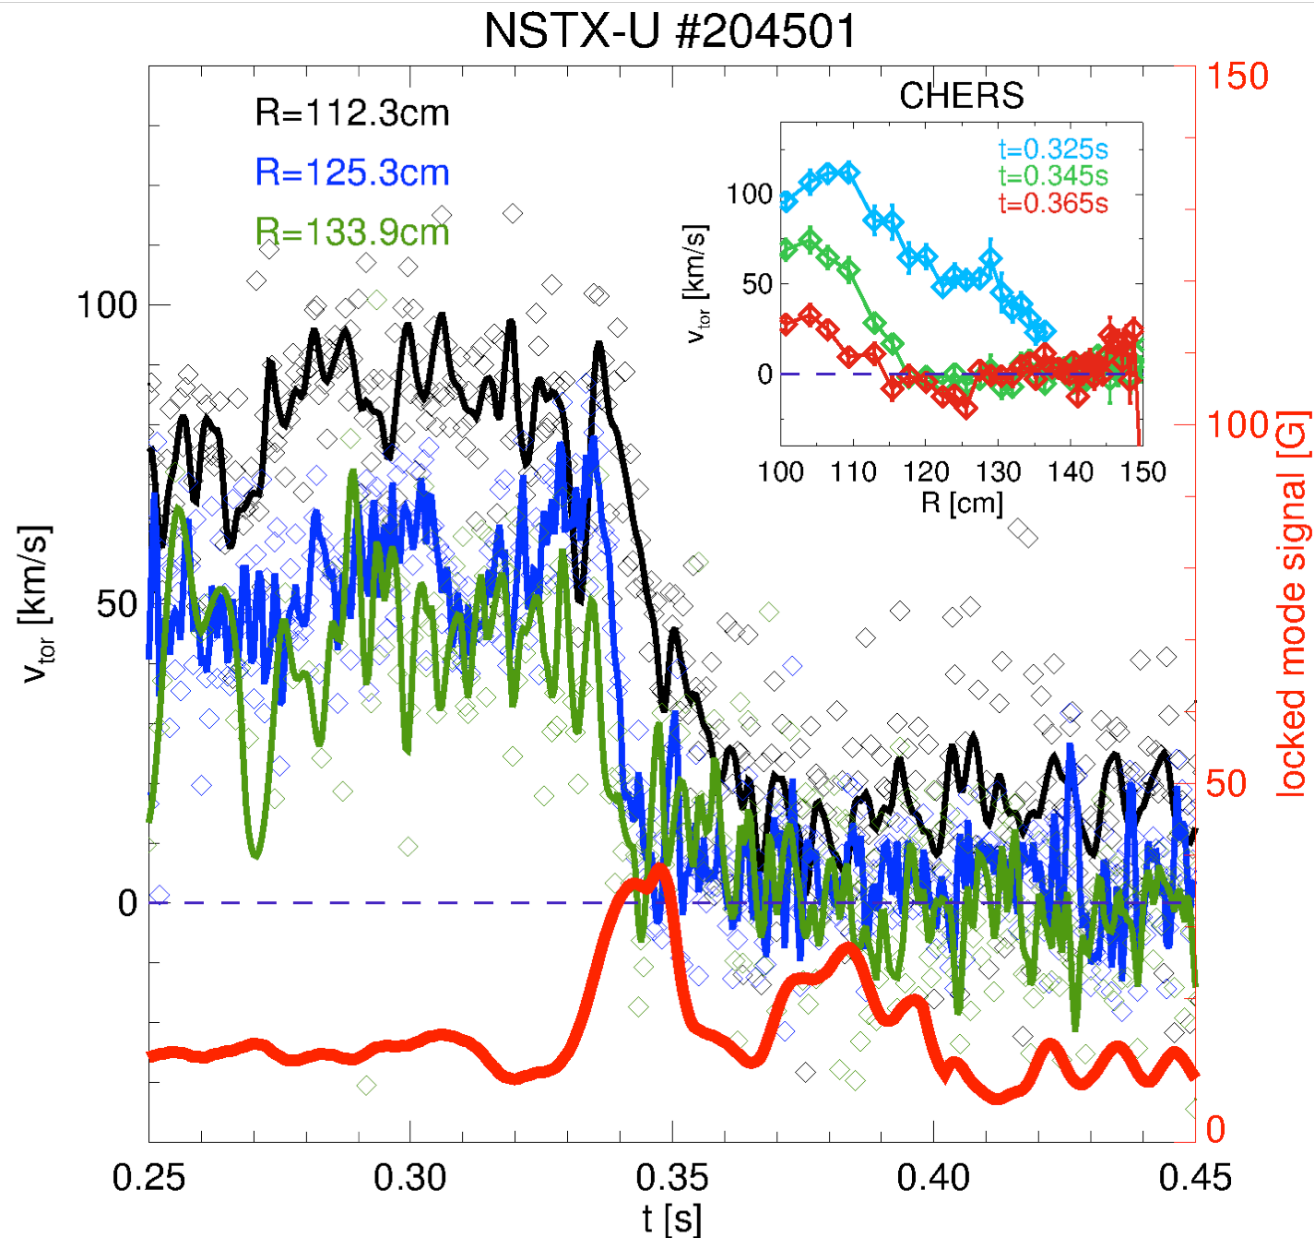 NSTX-U #204501
R=112.3cm
R=125.3cm
R=133.9cm
CHERS
t=0.325s
t=0.345s
t=0.365s
100
50
0
v_tor [km/s]
100 110 120 130 140 150
R [cm]
100
50
0
v_tor [km/s]
150
100
50
0
locked mode signal [G]
0.25 0.30 0.35 0.40 0.45
t [s]